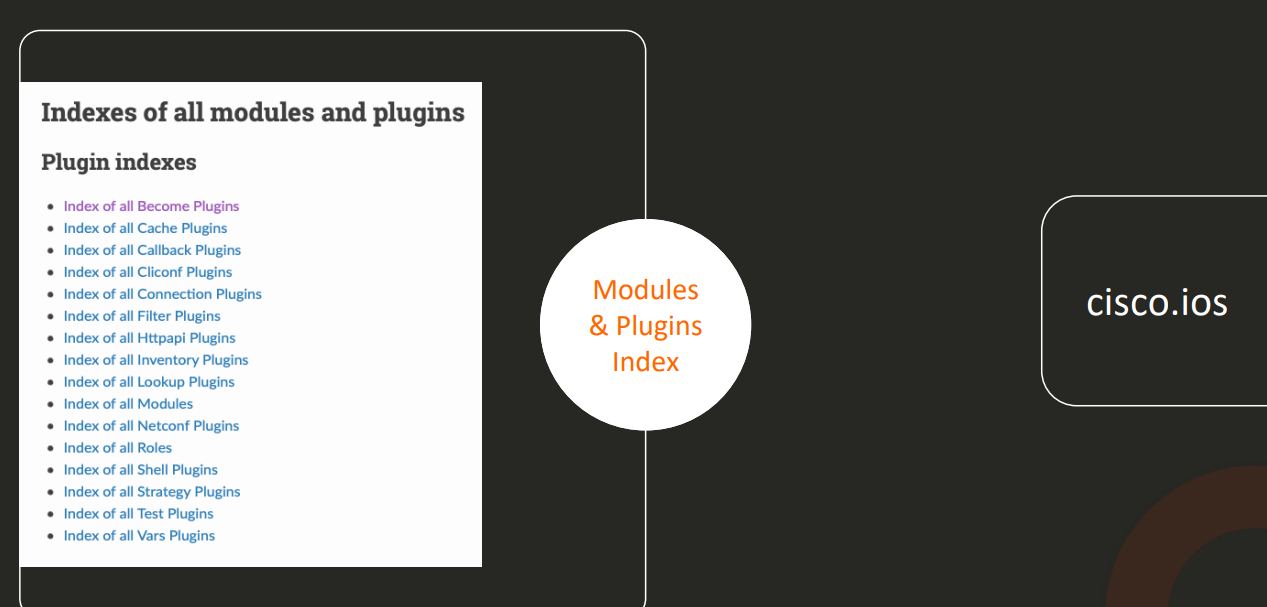 Indexes of all modules and plugins
Plugin indexes
Index of all Become Plugins
Index of all Cache Plugins
Index of all Callback Plugins
Index of all Cliconf Plugins
Index of all Connection Plugins
Index of all Filter Plugins
Index of all Httpapi Plugins
Index of all Inventory Plugins
Index of all Lookup Plugins
Index of all Modules
Index of all Netconf Plugins
Index of all Roles
Index of all Shell Plugins
Index of all Strategy Plugins
Index of all Test Plugins
Index of all Vars Plugins
Modules
& Plugins
Index
cisco.ios